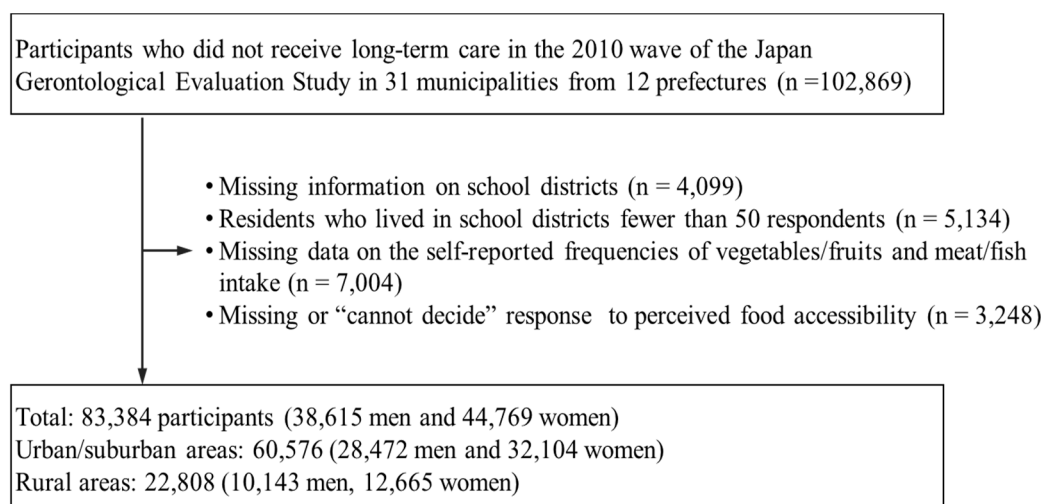 Participants who did not receive long-term care in the 2010 wave of the Japan
Gerontological Evaluation Study in 31 municipalities from 12 prefectures (n =102,869)
• Missing information on school districts (n = 4,099)
• Residents who lived in school districts fewer than 50 respondents (n = 5,134)
• Missing data on the self-reported frequencies of vegetables/fruits and meat/fish
intake (n = 7,004)
• Missing or “cannot decide” response to perceived food accessibility (n = 3,248)
Total: 83,384 participants (38,615 men and 44,769 women)
Urban/suburban areas: 60,576 (28,472 men and 32,104 women)
Rural areas: 22,808 (10,143 men, 12,665 women)